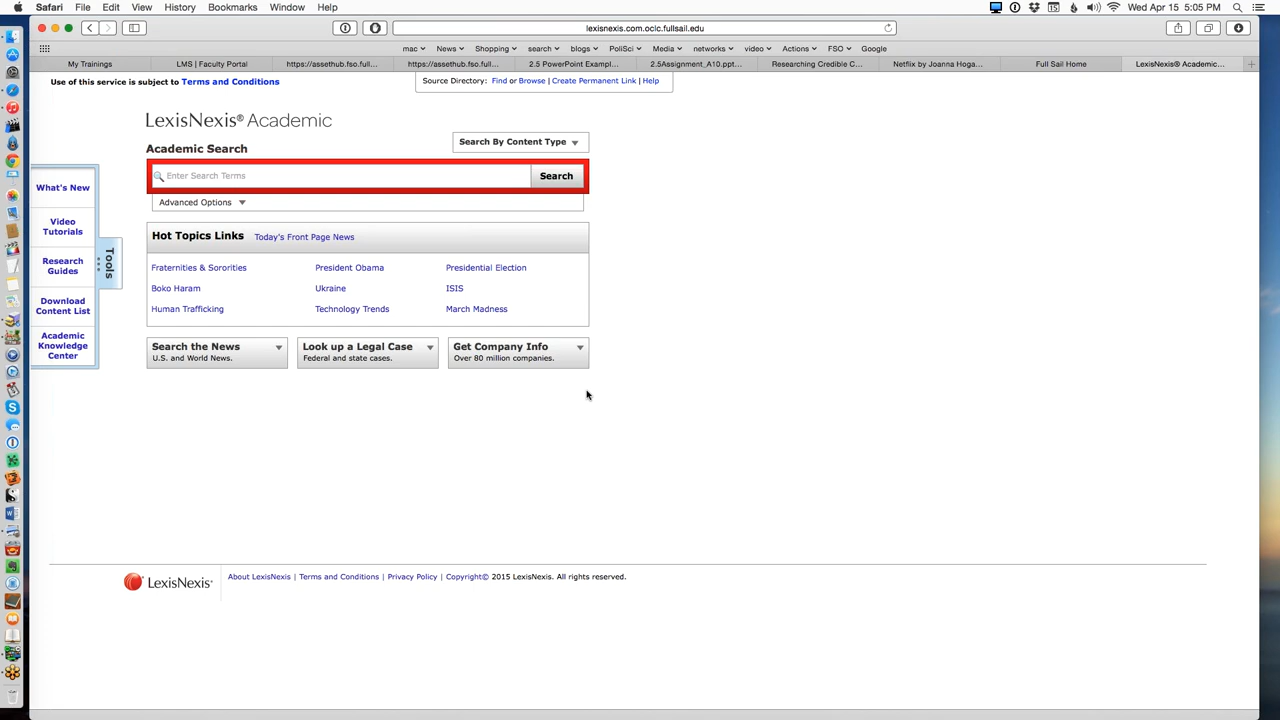 Safari File Edit View History Bookmarks Window Help
Wed Apr 15 5:05 PM
lexisnexis.com.oclc.fullsail.edu
mac News Shopping search blogs PoliSci Media networks video Actions FSO Google
My Trainings LMS | Faculty Portal https://assethub.fso.full... https://assethub.fso.full... 2.5 PowerPoint Exampl... 2.5Assignment_A10.ppt... Researching Credible C... Netflix by Joanna Hoga... Full Sail Home LexisNexis® Academic...
Use of this service is subject to Terms and Conditions
Source Directory: Find or Browse | Create Permanent Link | Help
LexisNexis® Academic
Search By Content Type
Academic Search
Enter Search Terms
Search
Advanced Options
What's New
Video
Tutorials
Research
Guides
Download
Content List
Academic
Knowledge
Center
Tools
Hot Topics Links Today's Front Page News
Fraternities & Sororities President Obama Presidential Election
Boko Haram Ukraine ISIS
Human Trafficking Technology Trends March Madness
Search the News
U.S. and World News.
Look up a Legal Case
Federal and state cases.
Get Company Info
Over 80 million companies.
LexisNexis®
About LexisNexis | Terms and Conditions | Privacy Policy | Copyright© 2015 LexisNexis. All rights reserved.